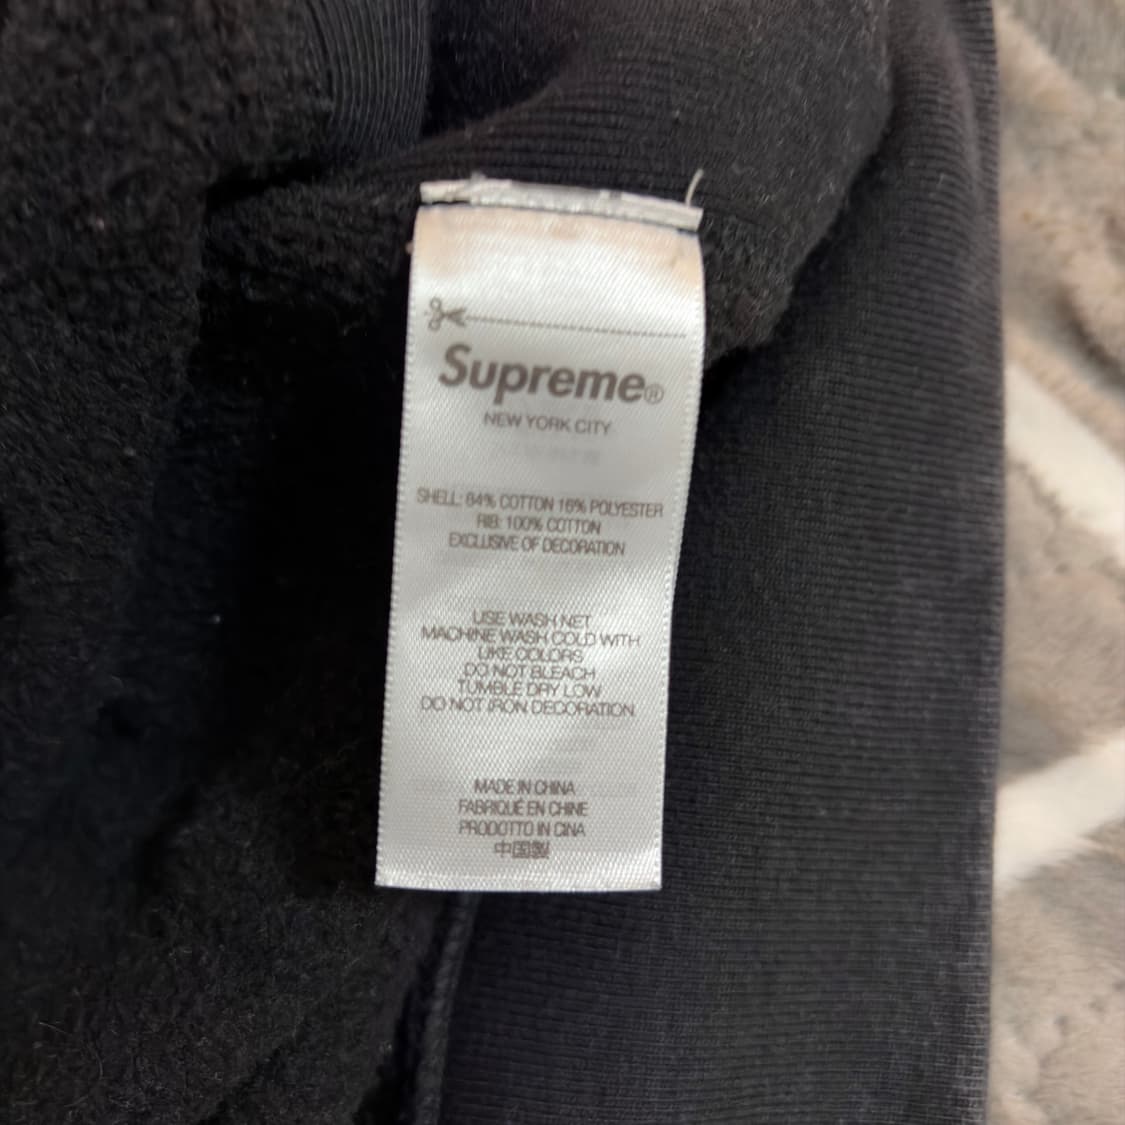 Supreme®
NEW YORK CITY
SHELL: 84% COTTON 16% POLYESTER
RIB: 100% COTTON
EXCLUSIVE OF DECORATION
USE WASH NET
MACHINE WASH COLD WITH
LIKE COLORS
DO NOT BLEACH
TUMBLE DRY LOW
DO NOT IRON DECORATION
MADE IN CHINA
FABRIQUÉ EN CHINE
PRODOTTO IN CINA
中国製